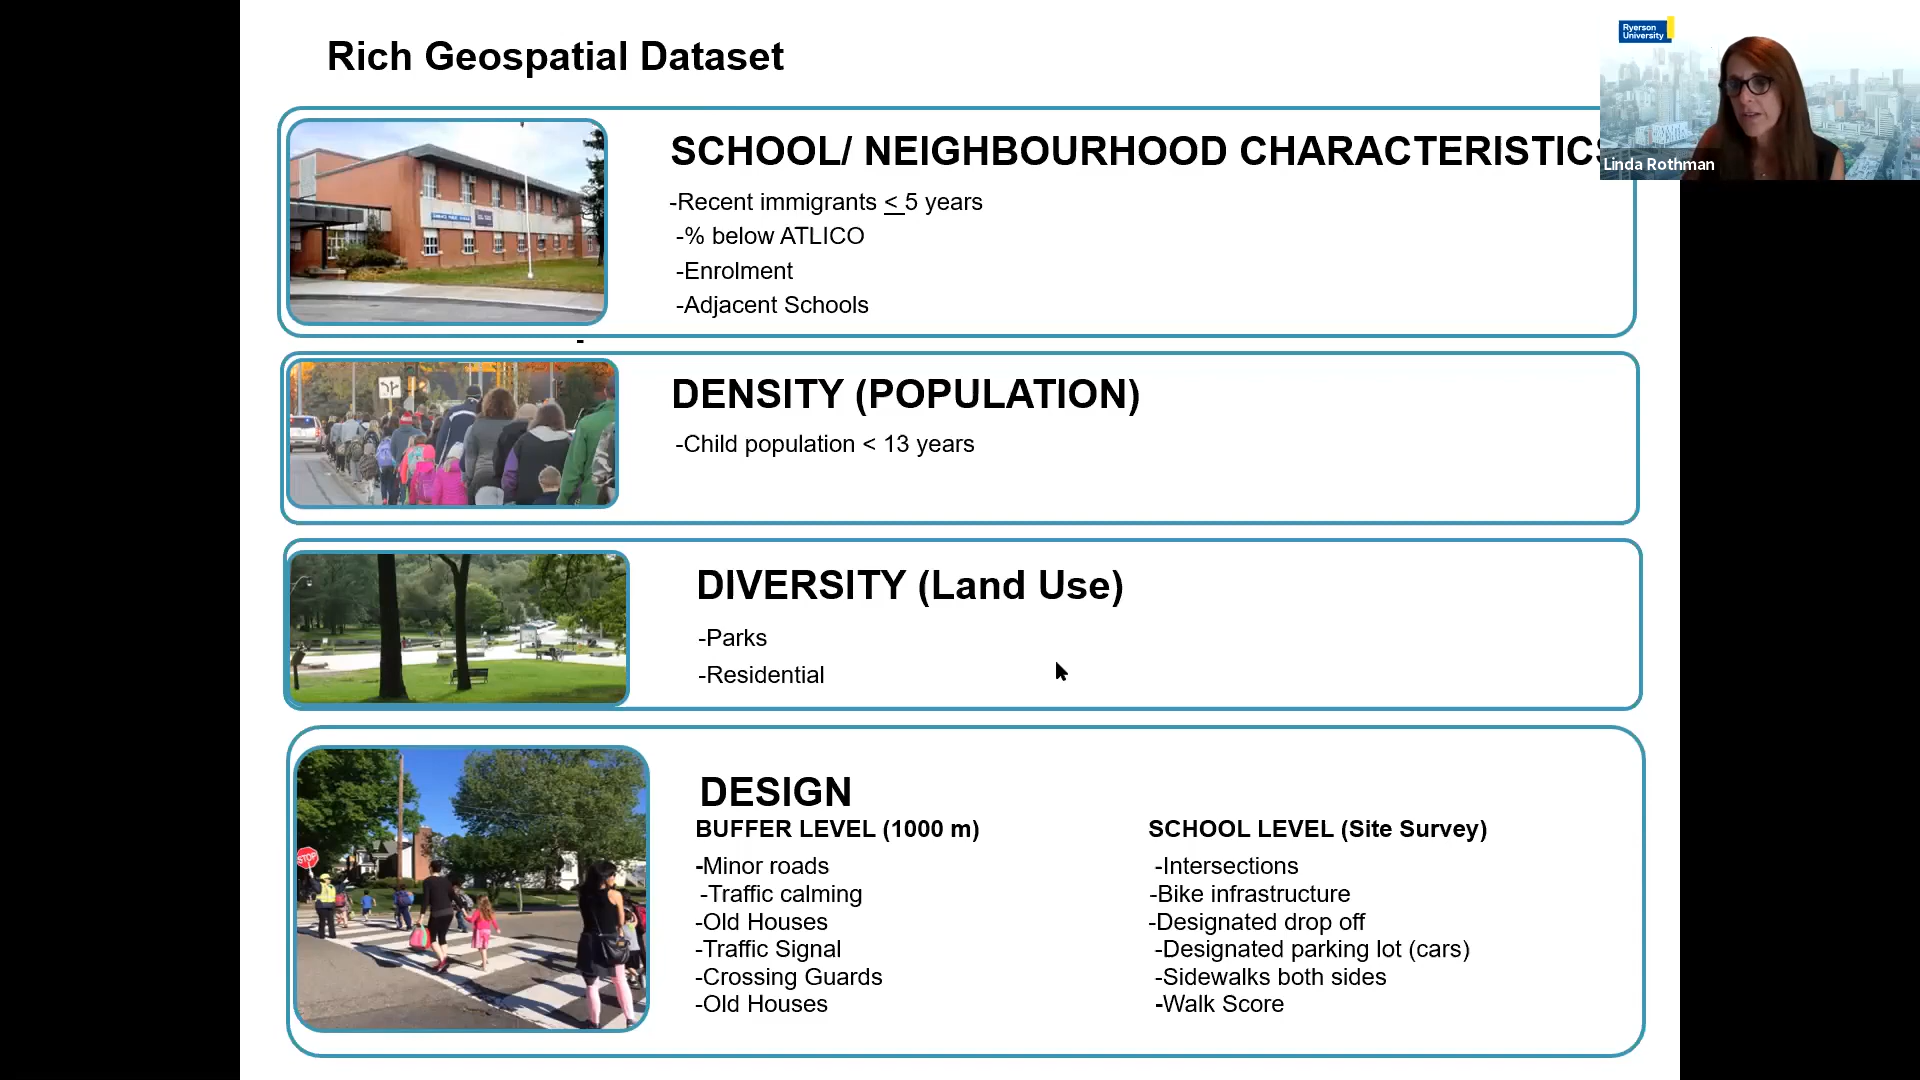 Rich Geospatial Dataset
Ryerson
University
Linda Rothman
SCHOOL/ NEIGHBOURHOOD CHARACTERISTICS
-Recent immigrants < 5 years
-% below ATLICO
-Enrolment
-Adjacent Schools
-
DENSITY (POPULATION)
-Child population < 13 years
DIVERSITY (Land Use)
-Parks
-Residential
STOP
DESIGN
BUFFER LEVEL (1000 m)
-Minor roads
-Traffic calming
-Old Houses
-Traffic Signal
-Crossing Guards
-Old Houses
SCHOOL LEVEL (Site Survey)
-Intersections
-Bike infrastructure
-Designated drop off
-Designated parking lot (cars)
-Sidewalks both sides
-Walk Score